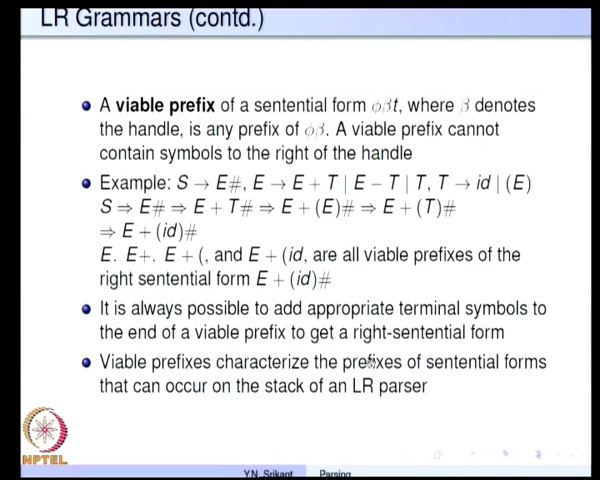 LR Grammars (contd.)
A viable prefix of a sentential form ϕβt, where β denotes
the handle, is any prefix of ϕβ. A viable prefix cannot
contain symbols to the right of the handle
Example: S → E#, E → E + T | E − T | T, T → id | (E)
S ⇒ E# ⇒ E + T# ⇒ E + (E)# ⇒ E + (T)#
⇒ E + (id)#
E. E+. E + (, and E + (id, are all viable prefixes of the
right sentential form E + (id)#
It is always possible to add appropriate terminal symbols to
the end of a viable prefix to get a right-sentential form
Viable prefixes characterize the prefixes of sentential forms
that can occur on the stack of an LR parser
NPTEL
Y.N. Srikant Parsing